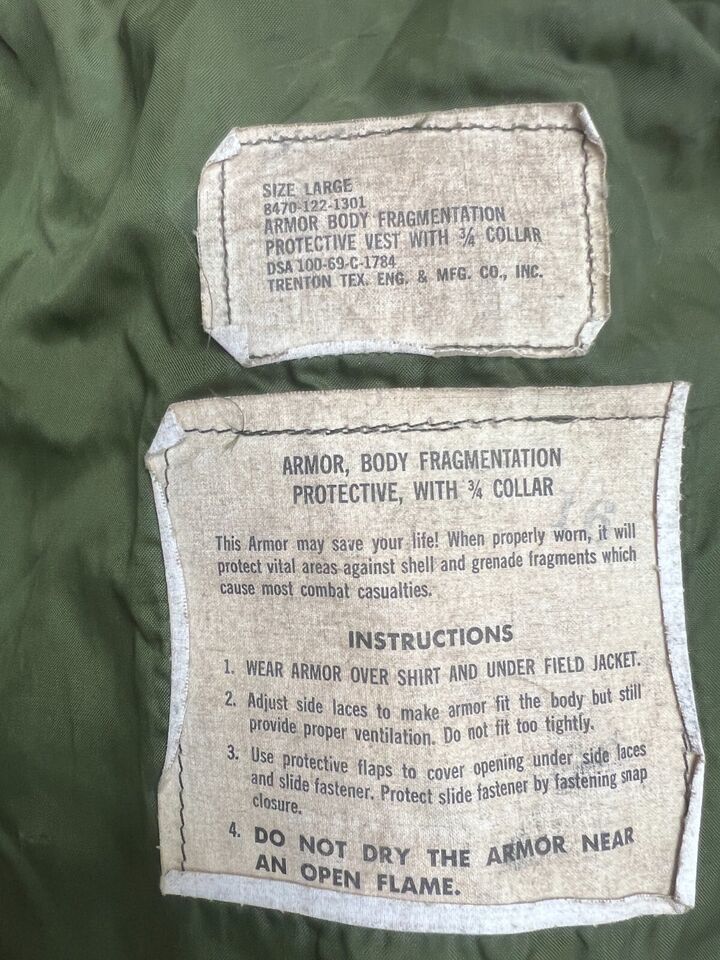 SIZE LARGE
8470-122-1301
ARMOR BODY FRAGMENTATION
PROTECTIVE VEST WITH ¾ COLLAR
DSA 100-69-C-1784
TRENTON TEX. ENG. & MFG. CO., INC.
ARMOR, BODY FRAGMENTATION
PROTECTIVE, WITH ¾ COLLAR
16
This Armor may save your life! When properly worn, it will
protect vital areas against shell and grenade fragments which
cause most combat casualties.
INSTRUCTIONS
1. WEAR ARMOR OVER SHIRT AND UNDER FIELD JACKET.
2. Adjust side laces to make armor fit the body but still
provide proper ventilation. Do not fit too tightly.
3. Use protective flaps to cover opening under side laces
and slide fastener. Protect slide fastener by fastening snap
closure.
4. DO NOT DRY THE ARMOR NEAR
AN OPEN FLAME.